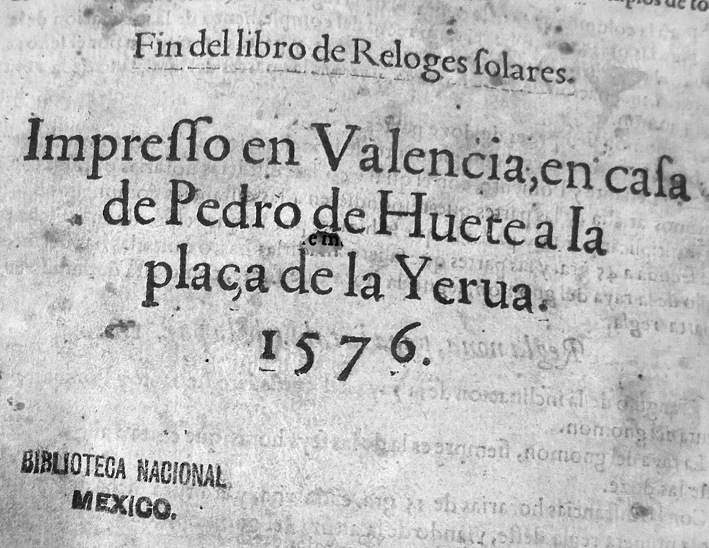 Fin del libro de Reloges ſolares.
Impreſſo en Valencia, en caſa
de Pedro de Huete a la
plaça de la Yerua.
1576.
BIBLIOTECA NACIONAL
MEXICO.